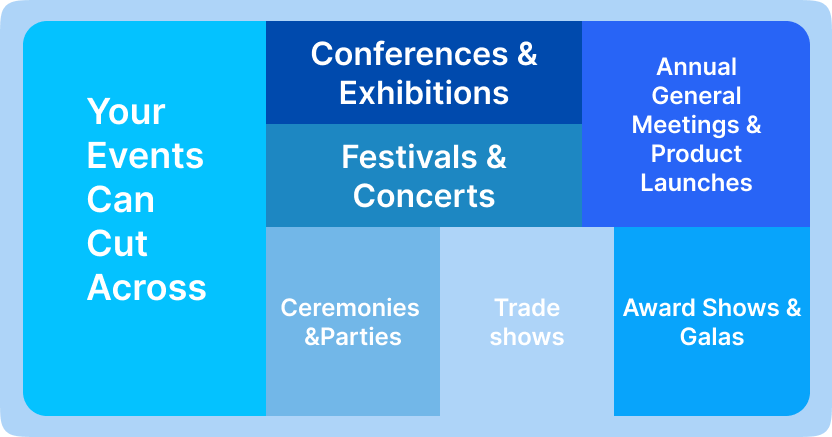 Your
Events
Can
Cut
Across
Conferences &
Exhibitions
Festivals &
Concerts
Annual
General
Meetings &
Product
Launches
Ceremonies
&Parties
Trade
shows
Award Shows &
Galas